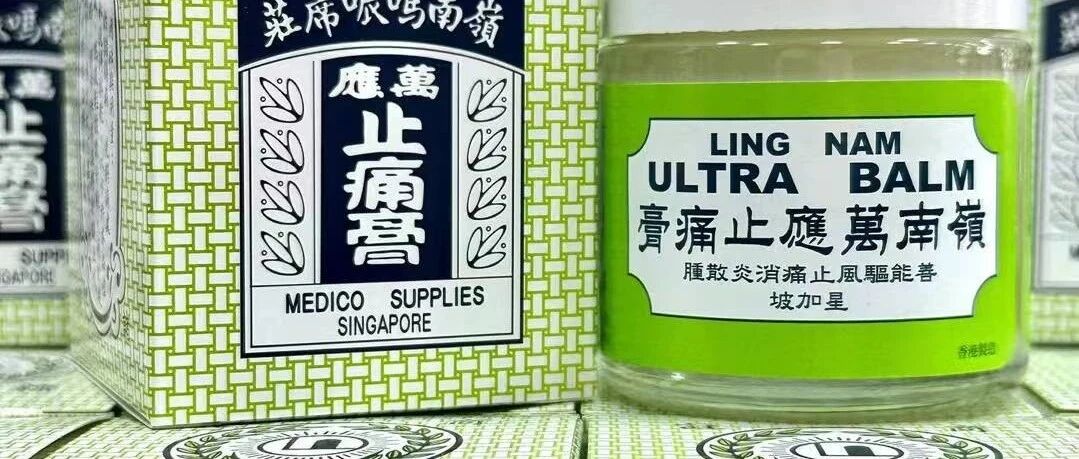 嶺南嗎哌席莊
萬應
止痛膏
MEDICO SUPPLIES
SINGAPORE
LING NAM
ULTRA BALM
嶺南萬應止痛膏
善能驅風止痛消炎散腫
星加坡
香港製造